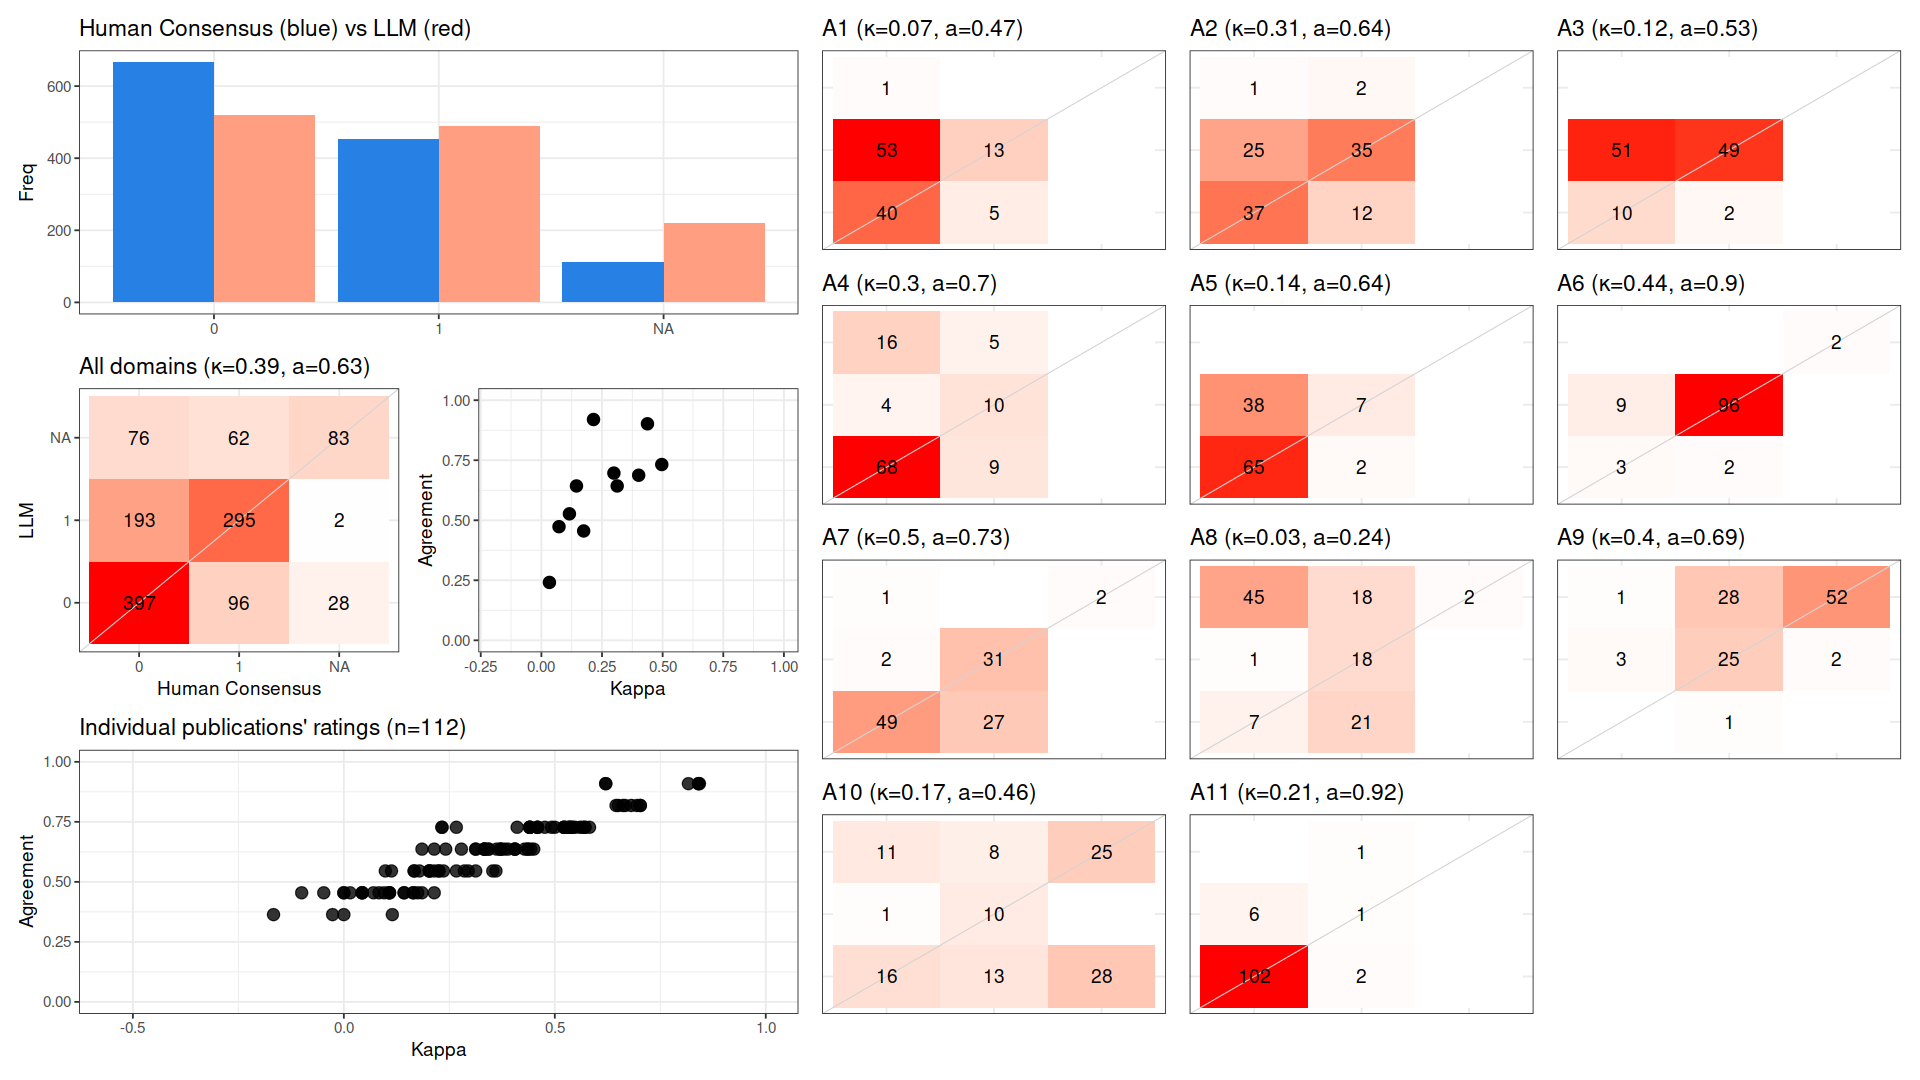 Human Consensus (blue) vs LLM (red)
Freq
600
400
200
0
0 1 NA
All domains (κ=0.39, a=0.63)
LLM
NA
1
0
76 62 83
193 295 2
397 96 28
0 1 NA
Human Consensus
Agreement
1.00
0.75
0.50
0.25
0.00
-0.25 0.00 0.25 0.50 0.75 1.00
Kappa
Individual publications' ratings (n=112)
Agreement
1.00
0.75
0.50
0.25
0.00
-0.5 0.0 0.5 1.0
Kappa
A1 (κ=0.07, a=0.47)
1
53 13
40 5
A2 (κ=0.31, a=0.64)
1 2
25 35
37 12
A3 (κ=0.12, a=0.53)
51 49
10 2
A4 (κ=0.3, a=0.7)
16 5
4 10
68 9
A5 (κ=0.14, a=0.64)
38 7
65 2
A6 (κ=0.44, a=0.9)
2
9 96
3 2
A7 (κ=0.5, a=0.73)
1 2
2 31
49 27
A8 (κ=0.03, a=0.24)
45 18 2
1 18
7 21
A9 (κ=0.4, a=0.69)
1 28 52
3 25 2
1
A10 (κ=0.17, a=0.46)
11 8 25
1 10
16 13 28
A11 (κ=0.21, a=0.92)
1
6 1
102 2